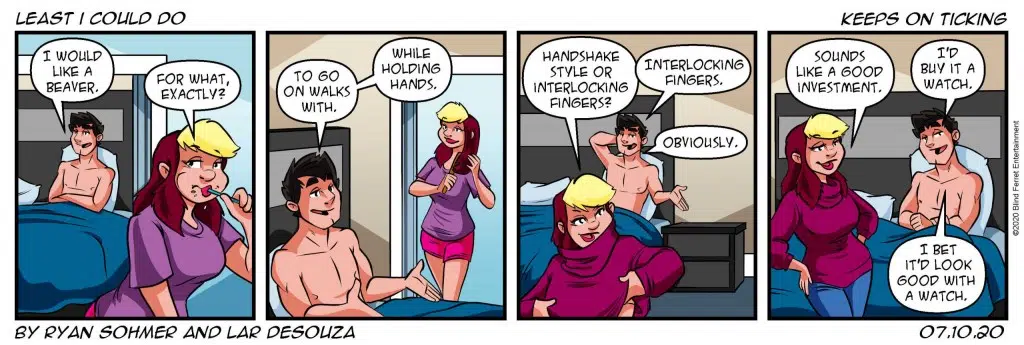 LEAST I COULD DO
KEEPS ON TICKING
I WOULD
LIKE A
BEAVER.
FOR WHAT,
EXACTLY?
TO GO
ON WALKS
WITH.
WHILE
HOLDING
HANDS.
HANDSHAKE
STYLE OR
INTERLOCKING
FINGERS?
INTERLOCKING
FINGERS.
OBVIOUSLY.
SOUNDS
LIKE A GOOD
INVESTMENT.
I'D
BUY IT A
WATCH.
I BET
IT'D LOOK
GOOD WITH
A WATCH.
©2020 Blind Ferret Entertainment
BY RYAN SOHMER AND LAR DESOUZA
07.10.20